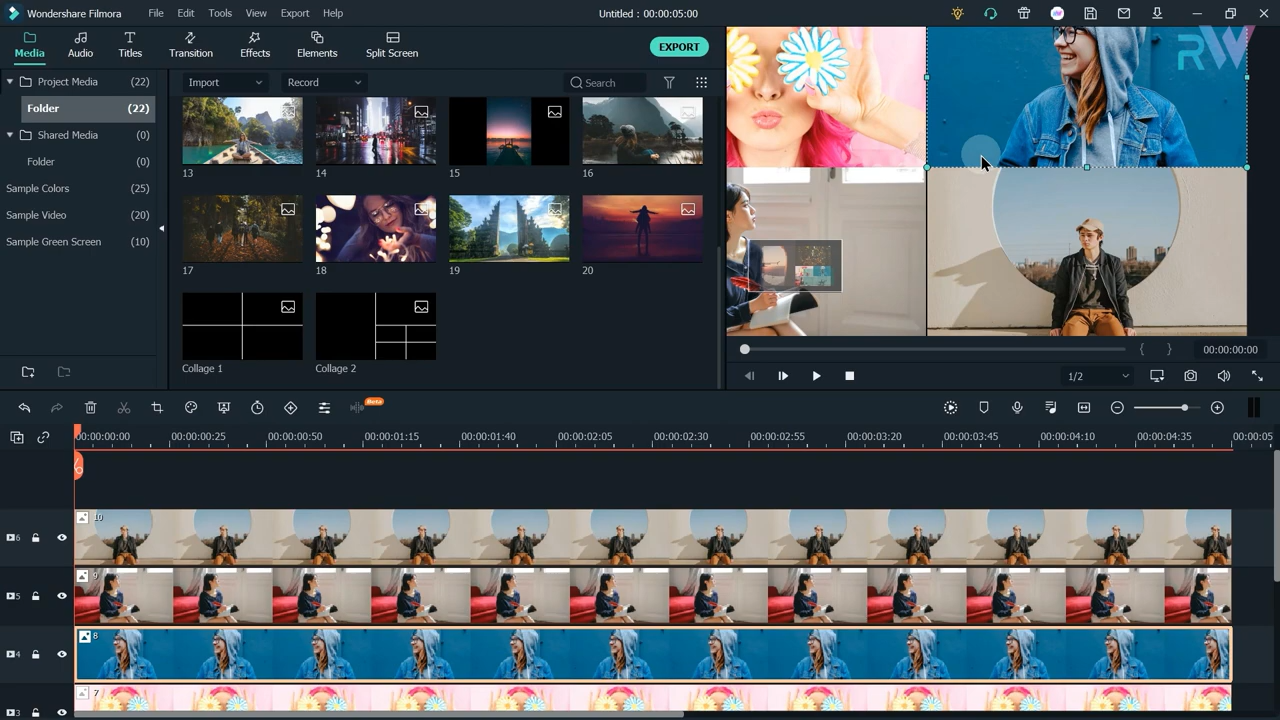 Wondershare Filmora File Edit Tools View Export Help Untitled : 00:00:05:00
Media Audio Titles Transition Effects Elements Split Screen EXPORT
RW
Project Media (22)
Folder (22)
Shared Media (0)
Folder (0)
Sample Colors (25)
Sample Video (20)
Sample Green Screen (10)
Import Record Search
13 14 15 16
17 18 19 20
Collage 1 Collage 2
00:00:00:00
1/2
Beta
00:00:00:00 00:00:00:25 00:00:00:50 00:00:01:15 00:00:01:40 00:00:02:05 00:00:02:30 00:00:02:55 00:00:03:20 00:00:03:45 00:00:04:10 00:00:04:35 00:00:05
10
6
9
5
8
4
7
3